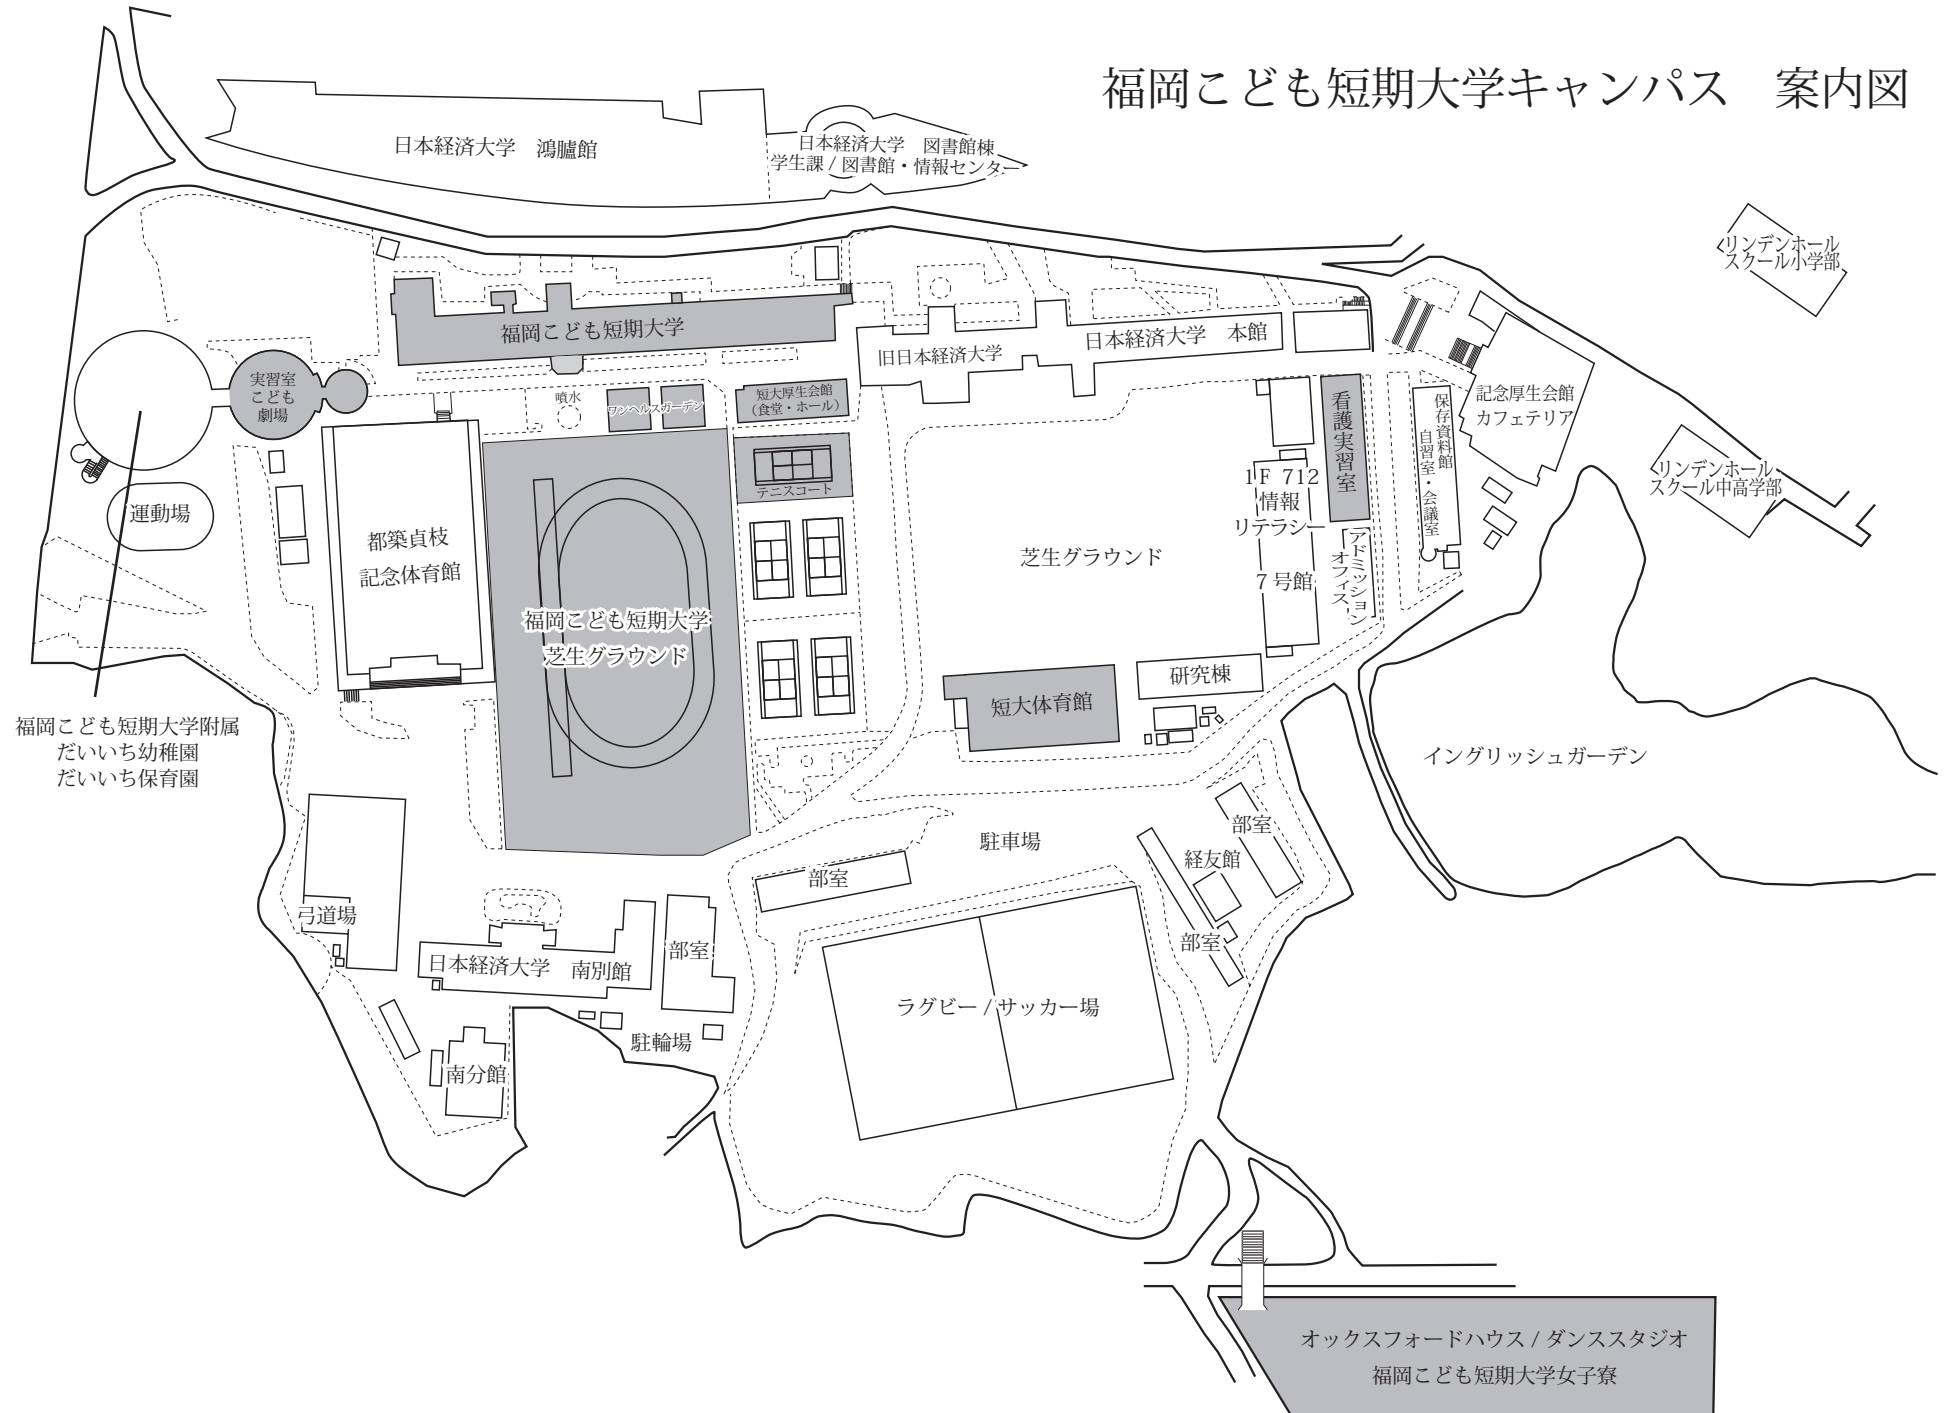 福岡こども短期大学キャンパス　案内図
日本経済大学　鴻臚館
日本経済大学　図書館棟
学生課 / 図書館・情報センター
リンデンホール
スクール小学部
福岡こども短期大学
旧日本経済大学
日本経済大学　本館
実習室
こども
劇場
噴水
ワンヘルスガーデン
短大厚生会館
（食堂・ホール）
看護実習室
保存資料館
自習室・会議室
記念厚生会館
カフェテリア
リンデンホール
スクール中高学部
テニスコート
1F 712
情報
リテラシー
運動場
都築貞枝
記念体育館
芝生グラウンド
7 号館
アドミッション
オフィス
福岡こども短期大学
芝生グラウンド
研究棟
短大体育館
福岡こども短期大学附属
だいいち幼稚園
だいいち保育園
イングリッシュガーデン
駐車場
部室
経友館
部室
部室
弓道場
日本経済大学　南別館
部室
ラグビー / サッカー場
駐輪場
南分館
オックスフォードハウス / ダンススタジオ
福岡こども短期大学女子寮